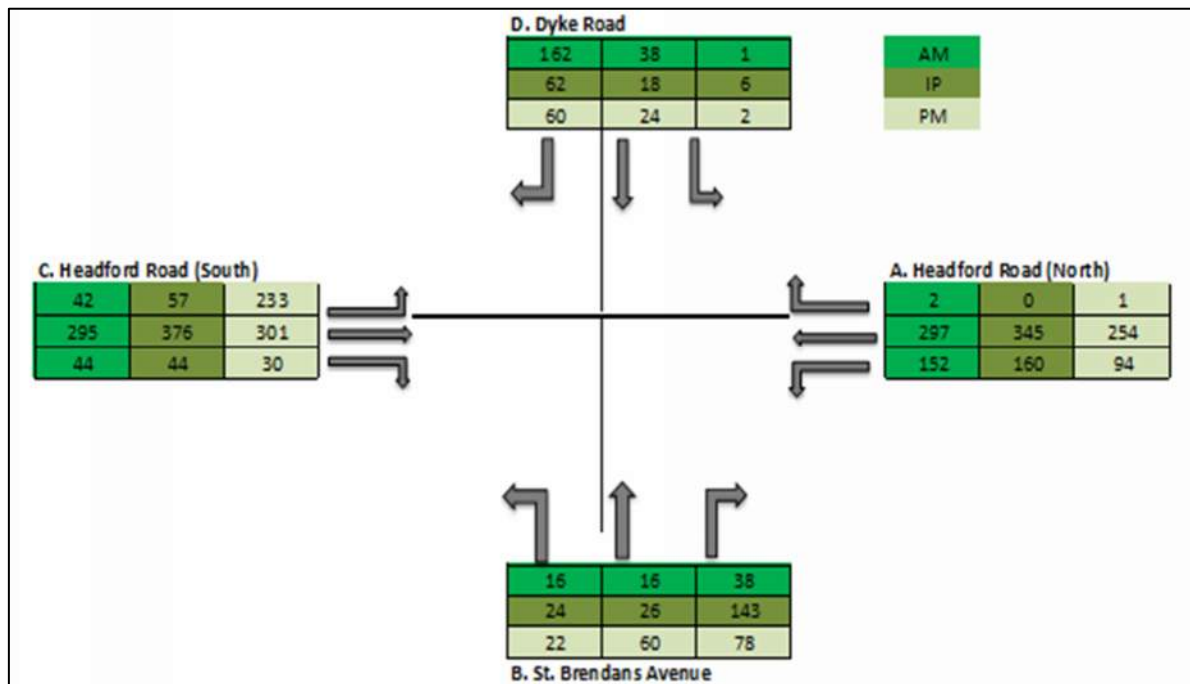 D. Dyke Road
162 38 1
62 18 6
60 24 2
AM
IP
PM
C. Headford Road (South)
42 57 233
295 376 301
44 44 30
A. Headford Road (North)
2 0 1
297 345 254
152 160 94
16 16 38
24 26 143
22 60 78
B. St. Brendans Avenue